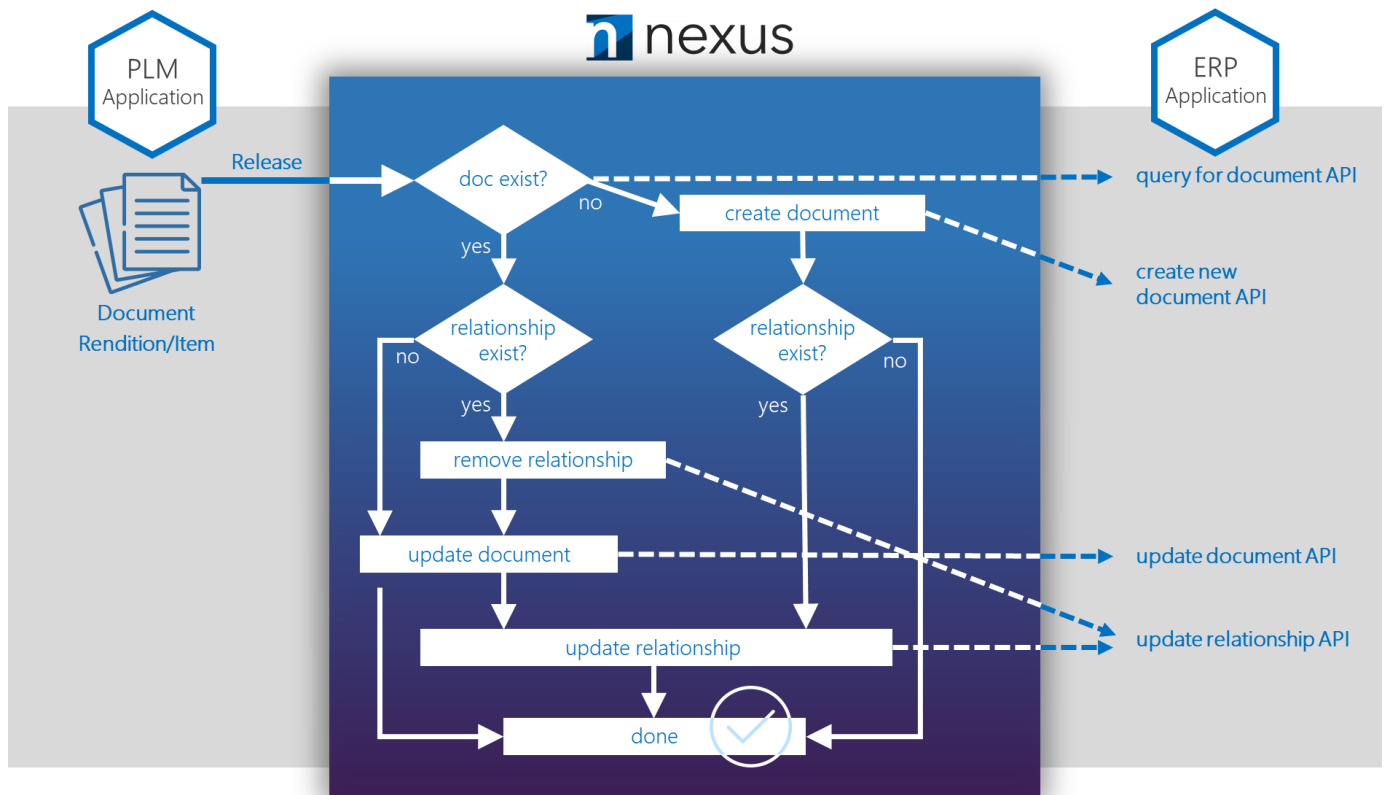 nexus
PLM
Application
ERP
Application
Release
doc exist?
query for document API
no
create document
yes
create new
document API
Document
Rendition/Item
relationship
exist?
no
relationship
exist?
no
yes
yes
remove relationship
update document
update document API
update relationship
update relationship API
done